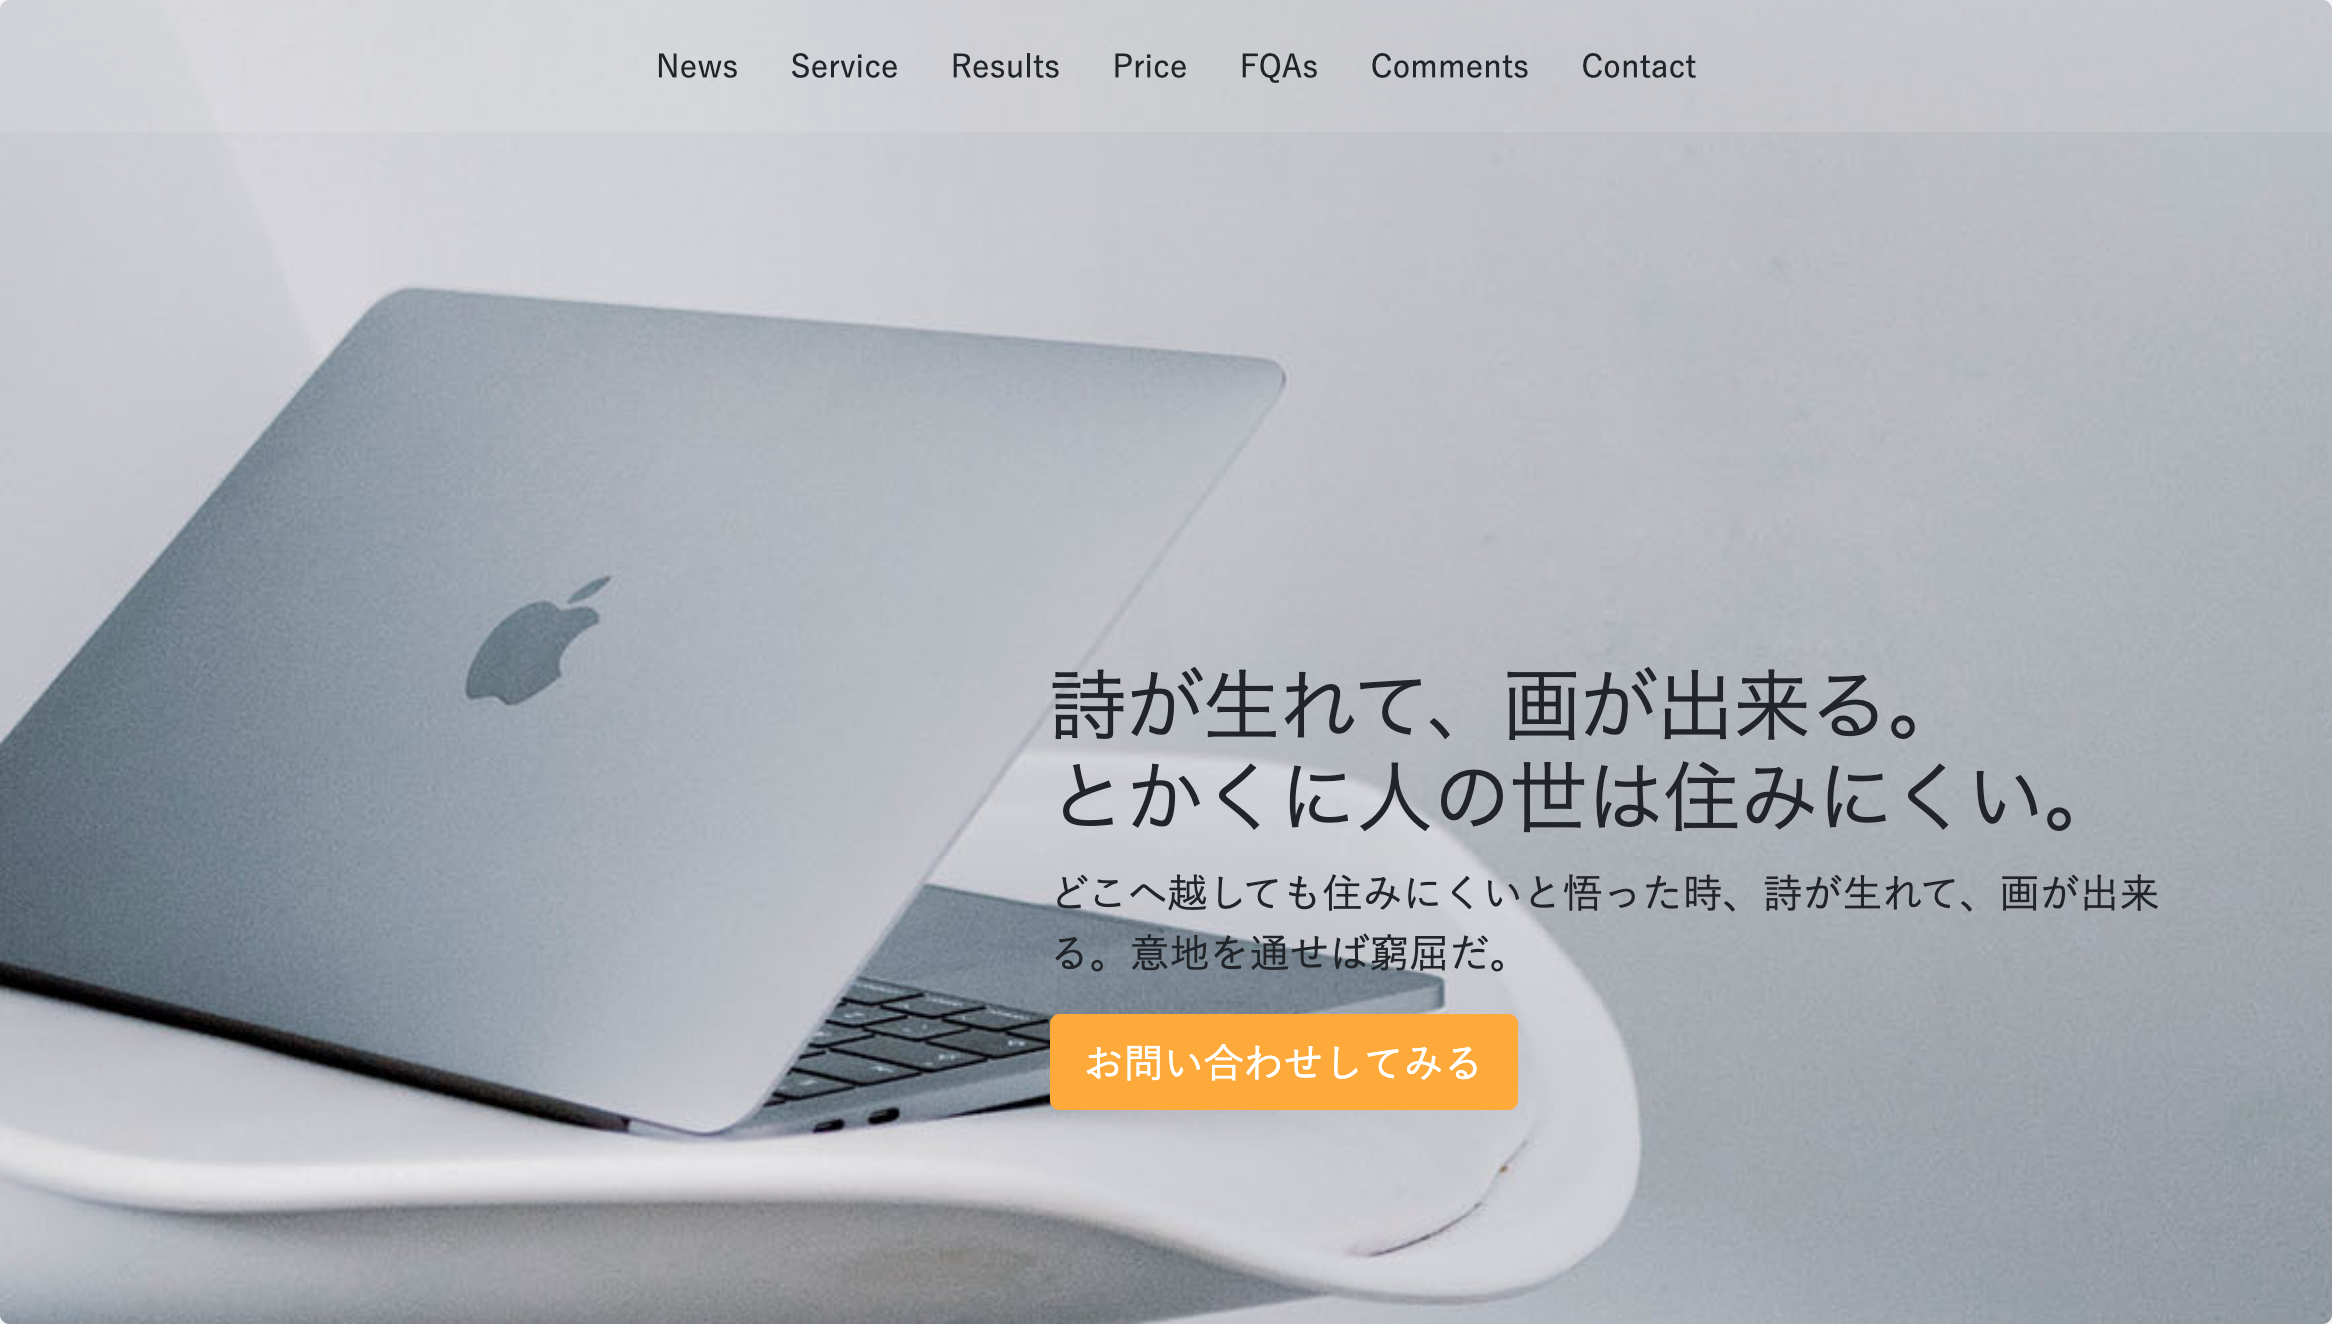 News Service Results Price FQAs Comments Contact
詩が生れて、画が出来る。
とかくに人の世は住みにくい。
どこへ越しても住みにくいと悟った時、詩が生れて、画が出来
る。意地を通せば窮屈だ。
お問い合わせしてみる